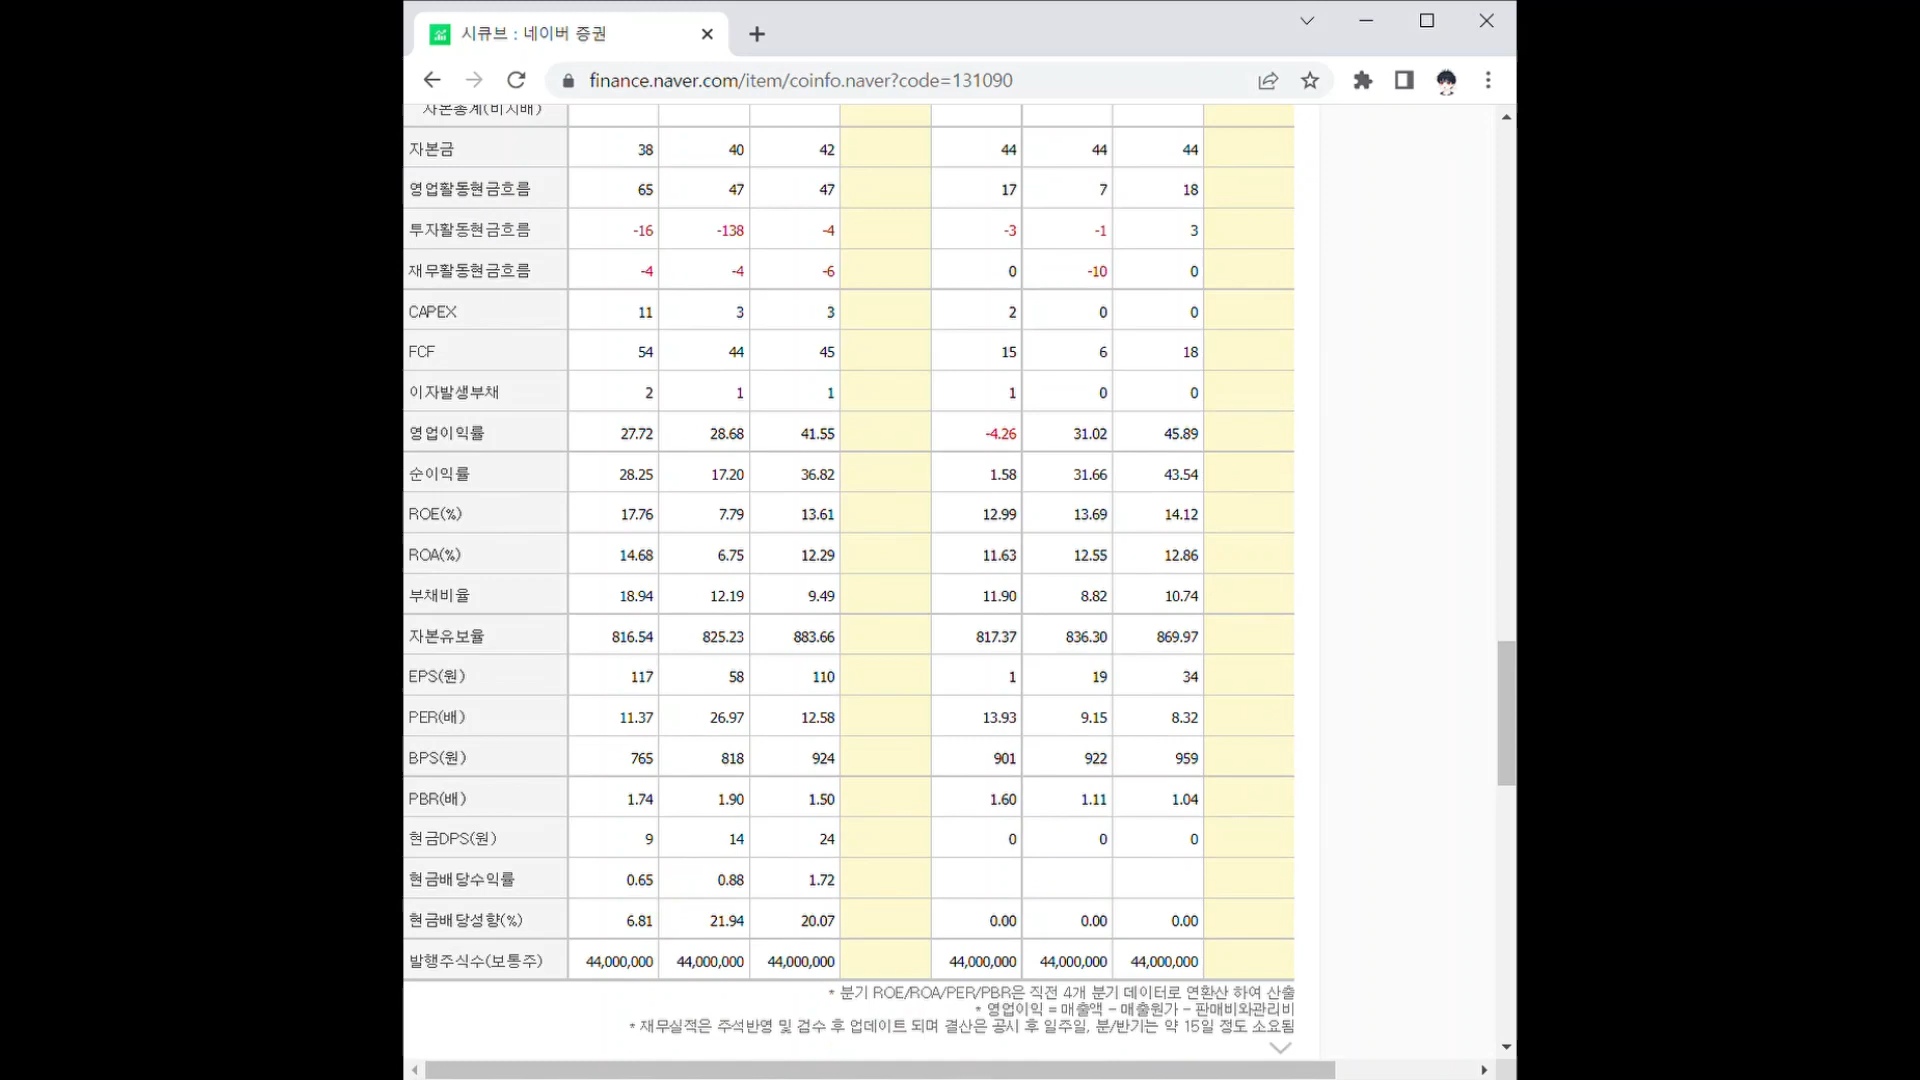 시큐브 : 네이버 증권
finance.naver.com/item/coinfo.naver?code=131090
자본총계(비지배)
자본금 38 40 42 44 44 44
영업활동현금흐름 65 47 47 17 7 18
투자활동현금흐름 -16 -138 -4 -3 -1 3
재무활동현금흐름 -4 -4 -6 0 -10 0
CAPEX 11 3 3 2 0 0
FCF 54 44 45 15 6 18
이자발생부채 2 1 1 1 0 0
영업이익률 27.72 28.68 41.55 -4.26 31.02 45.89
순이익률 28.25 17.20 36.82 1.58 31.66 43.54
ROE(%) 17.76 7.79 13.61 12.99 13.69 14.12
ROA(%) 14.68 6.75 12.29 11.63 12.55 12.86
부채비율 18.94 12.19 9.49 11.90 8.82 10.74
자본유보율 816.54 825.23 883.66 817.37 836.30 869.97
EPS(원) 117 58 110 1 19 34
PER(배) 11.37 26.97 12.58 13.93 9.15 8.32
BPS(원) 765 818 924 901 922 959
PBR(배) 1.74 1.90 1.50 1.60 1.11 1.04
현금DPS(원) 9 14 24 0 0 0
현금배당수익률 0.65 0.88 1.72
현금배당성향(%) 6.81 21.94 20.07 0.00 0.00 0.00
발행주식수(보통주) 44,000,000 44,000,000 44,000,000 44,000,000 44,000,000 44,000,000
* 분기 ROE/ROA/PER/PBR은 직전 4개 분기 데이터로 연환산 하여 산출
* 영업이익 = 매출액 - 매출원가 - 판매비와관리비
* 재무실적은 주석반영 및 검수 후 업데이트 되며 결산은 공시 후 일주일, 분/반기는 약 15일 정도 소요됨